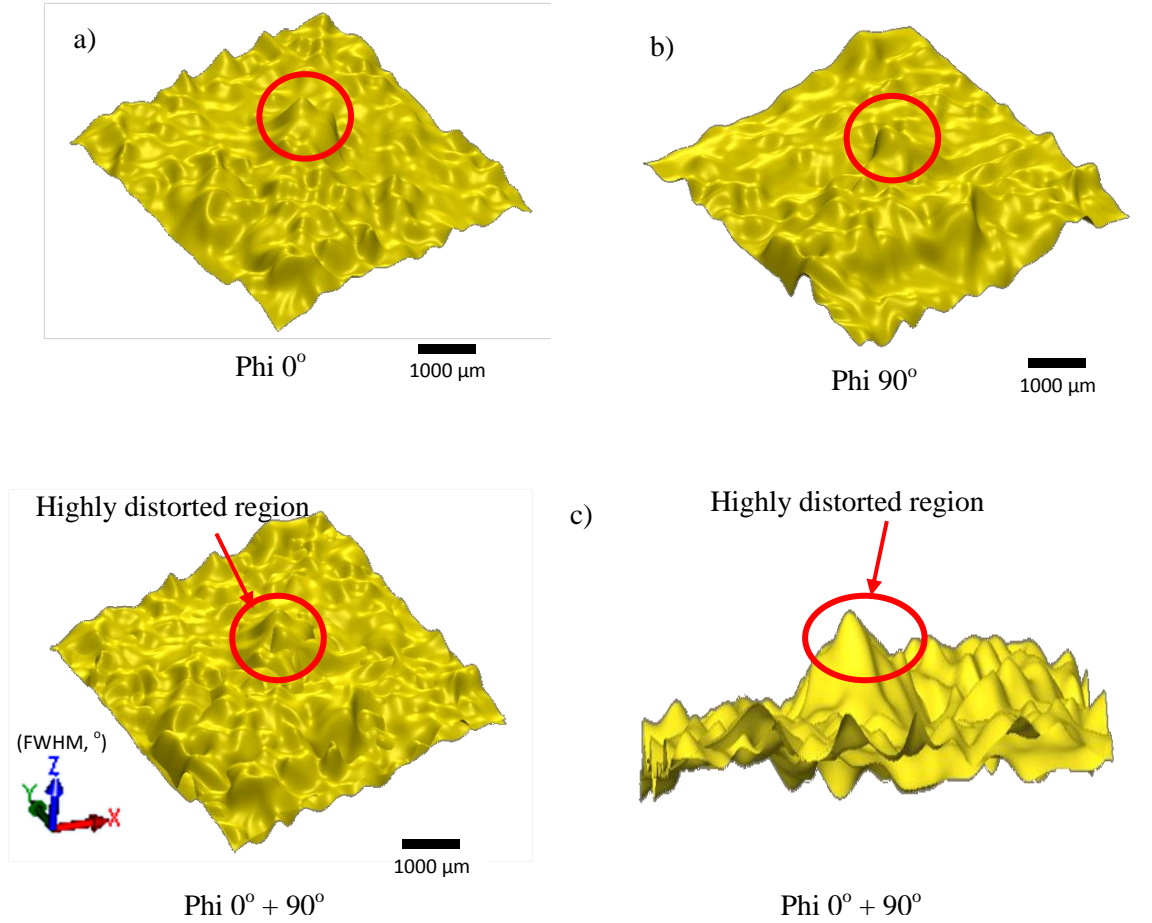 a)
b)
Phi 0°
1000 µm
Phi 90°
1000 µm
Highly distorted region
c)
Highly distorted region
(FWHM, °)
Z
Y
X
1000 µm
Phi 0° + 90°
Phi 0° + 90°